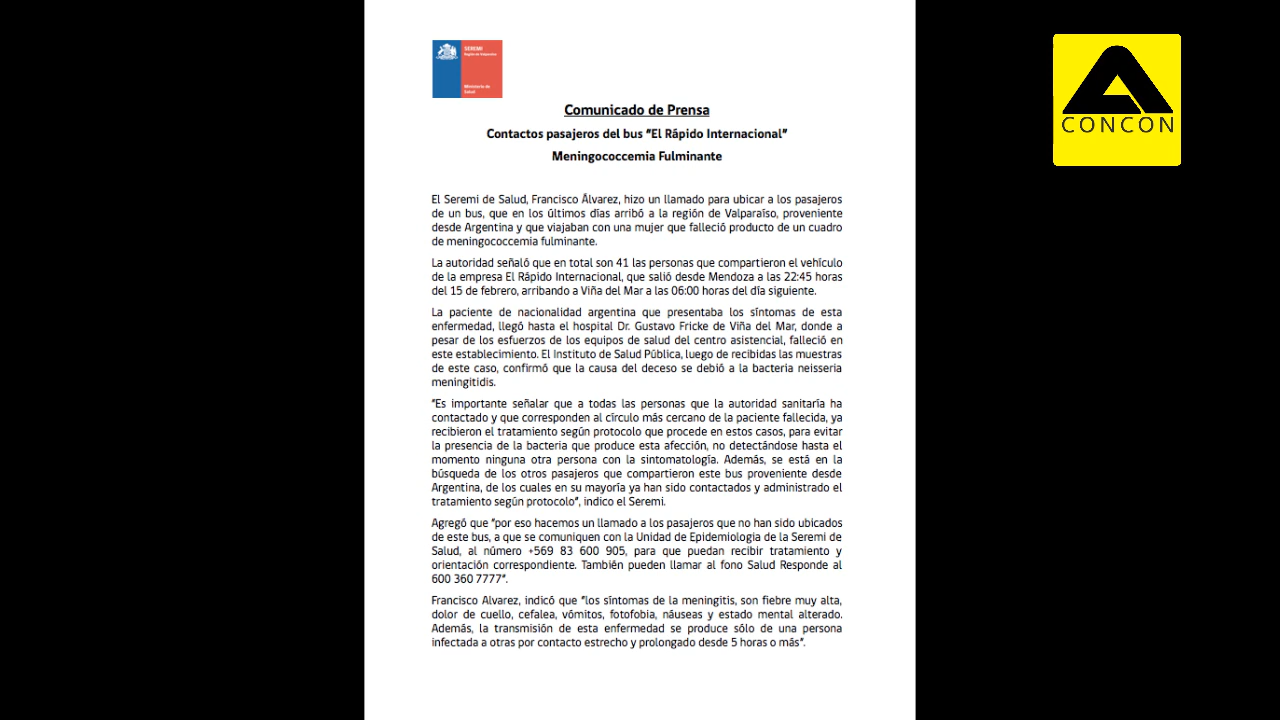 SEREMI
Región de Valparaíso
Ministerio de
Salud
CONCON
Comunicado de Prensa
Contactos pasajeros del bus "El Rápido Internacional"
Meningococcemia Fulminante
El Seremi de Salud, Francisco Álvarez, hizo un llamado para ubicar a los pasajeros
de un bus, que en los últimos días arribó a la región de Valparaíso, proveniente
desde Argentina y que viajaban con una mujer que falleció producto de un cuadro
de meningococcemia fulminante.
La autoridad señaló que en total son 41 las personas que compartieron el vehículo
de la empresa El Rápido Internacional, que salió desde Mendoza a las 22:45 horas
del 15 de febrero, arribando a Viña del Mar a las 06:00 horas del día siguiente.
La paciente de nacionalidad argentina que presentaba los síntomas de esta
enfermedad, llegó hasta el hospital Dr. Gustavo Fricke de Viña del Mar, donde a
pesar de los esfuerzos de los equipos de salud del centro asistencial, falleció en
este establecimiento. El Instituto de Salud Pública, luego de recibidas las muestras
de este caso, confirmó que la causa del deceso se debió a la bacteria neisseria
meningitidis.
"Es importante señalar que a todas las personas que la autoridad sanitaría ha
contactado y que corresponden al círculo más cercano de la paciente fallecida, ya
recibieron el tratamiento según protocolo que procede en estos casos, para evitar
la presencia de la bacteria que produce esta afección, no detectándose hasta el
momento ninguna otra persona con la sintomatología. Además, se está en la
búsqueda de los otros pasajeros que compartieron este bus proveniente desde
Argentina, de los cuales en su mayoría ya han sido contactados y administrado el
tratamiento según protocolo", indico el Seremi.
Agregó que "por eso hacemos un llamado a los pasajeros que no han sido ubicados
de este bus, a que se comuniquen con la Unidad de Epidemiologia de la Seremi de
Salud, al número +569 83 600 905, para que puedan recibir tratamiento y
orientación correspondiente. También pueden llamar al fono Salud Responde al
600 360 7777".
Francisco Alvarez, indicó que "los síntomas de la meningitis, son fiebre muy alta,
dolor de cuello, cefalea, vómitos, fotofobia, náuseas y estado mental alterado.
Además, la transmisión de esta enfermedad se produce sólo de una persona
infectada a otras por contacto estrecho y prolongado desde 5 horas o más".